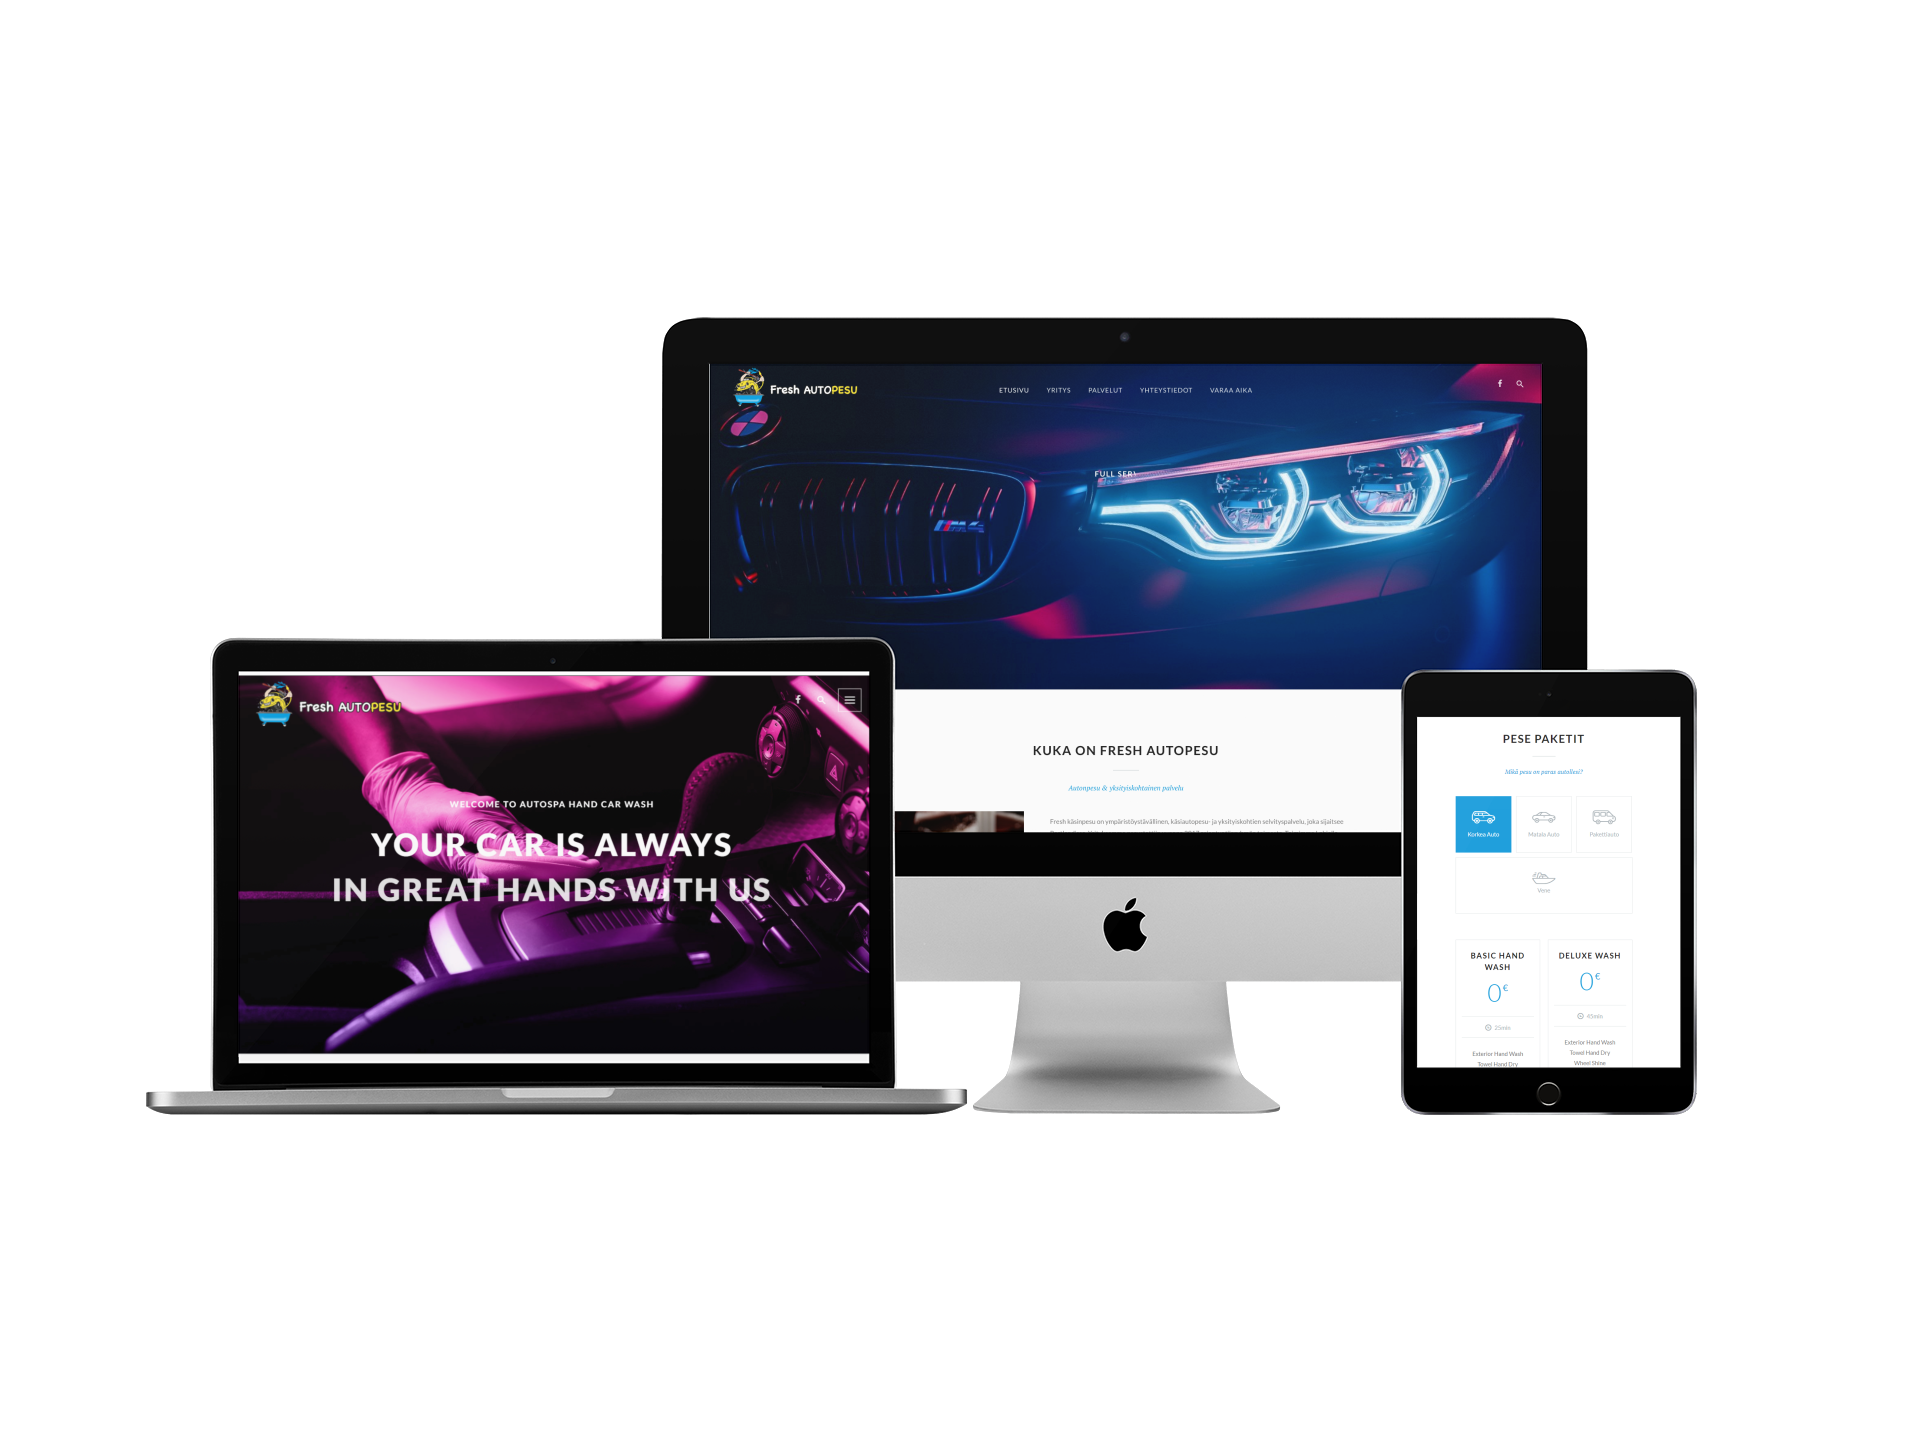 Fresh AUTOPESU
ETUSIVU YRITYS PALVELUT YHTEYSTIEDOT VARAA AIKA
FULL SERV
M4
KUKA ON FRESH AUTOPESU
Autonpesu & yksityiskohtainen palvelu
Fresh käsinpesu on ympäristöystävällinen, käsiautopesu- ja yksityiskohtien selvityspalvelu, joka sijaitsee
Fresh AUTOPESU
WELCOME TO AUTOSPA HAND CAR WASH
YOUR CAR IS ALWAYS
IN GREAT HANDS WITH US
PESE PAKETIT
Mikä pesu on paras autollesi?
Korkea Auto Matala Auto Pakettiauto
Vene
BASIC HAND
WASH
0€
25min
Exterior Hand Wash
Towel Hand Dry
DELUXE WASH
0€
45min
Exterior Hand Wash
Towel Hand Dry
Wheel Shine